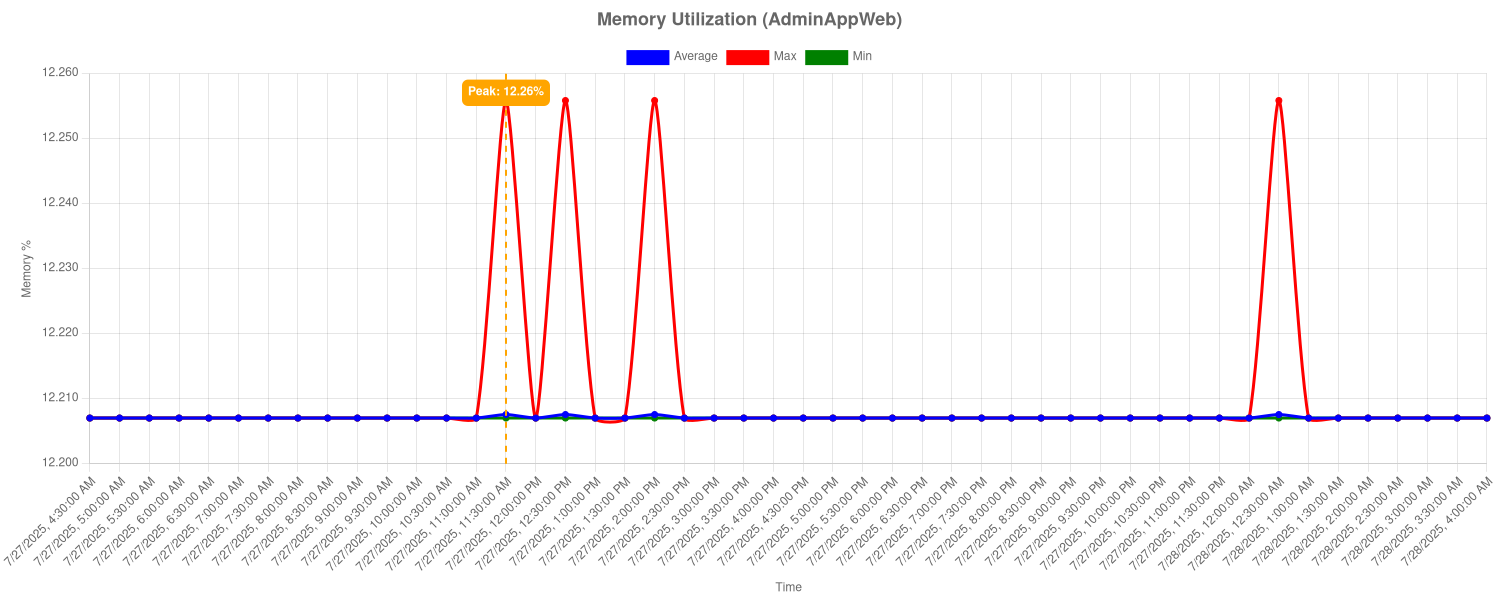 Memory Utilization (AdminAppWeb)
Average Max Min
Peak: 12.26%
12.260
12.250
12.240
12.230
12.220
12.210
12.200
Memory %
7/27/2025, 4:30:00 AM
7/27/2025, 5:00:00 AM
7/27/2025, 5:30:00 AM
7/27/2025, 6:00:00 AM
7/27/2025, 6:30:00 AM
7/27/2025, 7:00:00 AM
7/27/2025, 7:30:00 AM
7/27/2025, 8:00:00 AM
7/27/2025, 8:30:00 AM
7/27/2025, 9:00:00 AM
7/27/2025, 9:30:00 AM
7/27/2025, 10:00:00 AM
7/27/2025, 10:30:00 AM
7/27/2025, 11:00:00 AM
7/27/2025, 11:30:00 AM
7/27/2025, 12:00:00 PM
7/27/2025, 12:30:00 PM
7/27/2025, 1:00:00 PM
7/27/2025, 1:30:00 PM
7/27/2025, 2:00:00 PM
7/27/2025, 2:30:00 PM
7/27/2025, 3:00:00 PM
7/27/2025, 3:30:00 PM
7/27/2025, 4:00:00 PM
7/27/2025, 4:30:00 PM
7/27/2025, 5:00:00 PM
7/27/2025, 5:30:00 PM
7/27/2025, 6:00:00 PM
7/27/2025, 6:30:00 PM
7/27/2025, 7:00:00 PM
7/27/2025, 7:30:00 PM
7/27/2025, 8:00:00 PM
7/27/2025, 8:30:00 PM
7/27/2025, 9:00:00 PM
7/27/2025, 9:30:00 PM
7/27/2025, 10:00:00 PM
7/27/2025, 10:30:00 PM
7/27/2025, 11:00:00 PM
7/27/2025, 11:30:00 PM
7/28/2025, 12:00:00 AM
7/28/2025, 12:30:00 AM
7/28/2025, 1:00:00 AM
7/28/2025, 1:30:00 AM
7/28/2025, 2:00:00 AM
7/28/2025, 2:30:00 AM
7/28/2025, 3:00:00 AM
7/28/2025, 3:30:00 AM
7/28/2025, 4:00:00 AM
Time